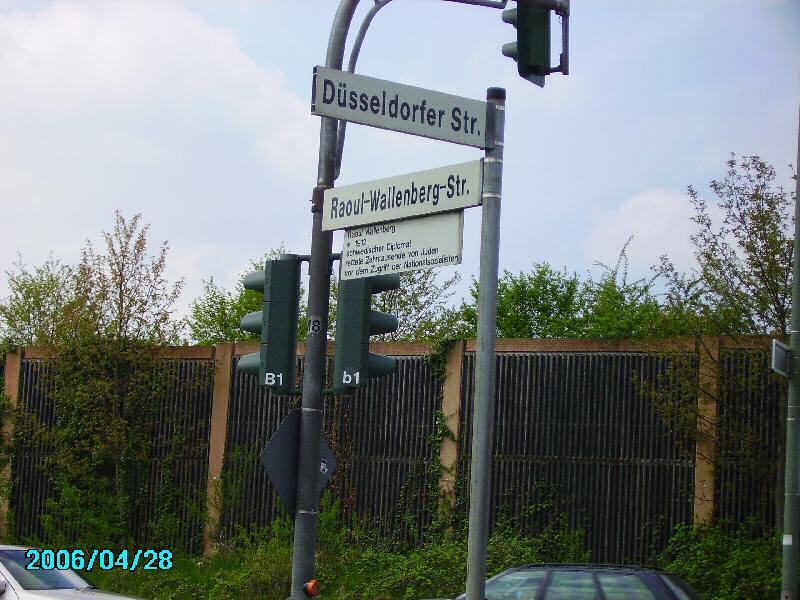 Düsseldorfer Str.
Raoul-Wallenberg-Str.
Raoul Wallenberg
* 1912
schwedischer Diplomat
rettete Zehntausende von Juden
vor dem Zugriff der Nationalsozialisten
18
B1
b1
2006/04/28